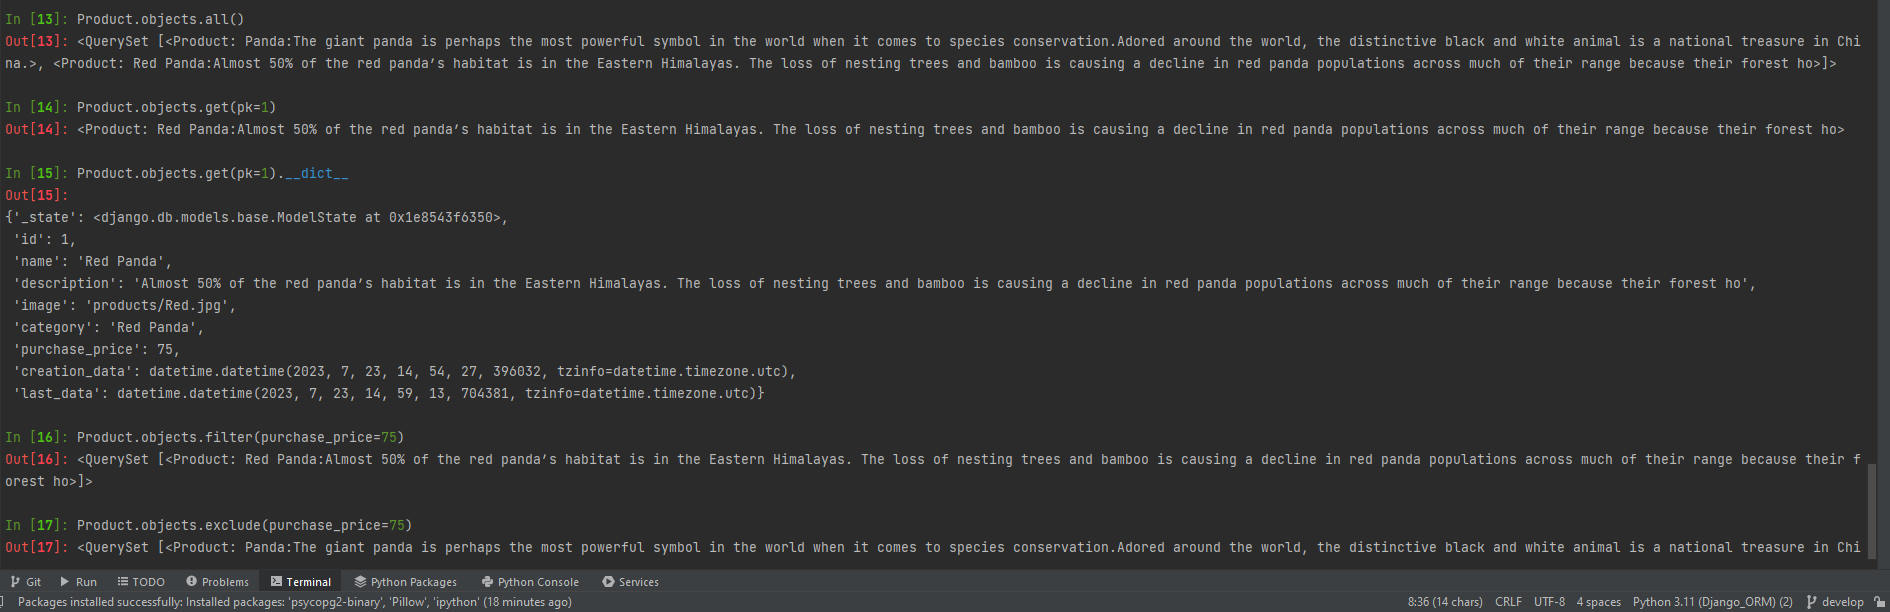 In [13]: Product.objects.all()
Out[13]: <QuerySet [<Product: Panda:The giant panda is perhaps the most powerful symbol in the world when it comes to species conservation.Adored around the world, the distinctive black and white animal is a national treasure in Chi
na.>, <Product: Red Panda:Almost 50% of the red panda’s habitat is in the Eastern Himalayas. The loss of nesting trees and bamboo is causing a decline in red panda populations across much of their range because their forest ho>]>
In [14]: Product.objects.get(pk=1)
Out[14]: <Product: Red Panda:Almost 50% of the red panda’s habitat is in the Eastern Himalayas. The loss of nesting trees and bamboo is causing a decline in red panda populations across much of their range because their forest ho>
In [15]: Product.objects.get(pk=1).__dict__
Out[15]:
{'_state': <django.db.models.base.ModelState at 0x1e8543f6350>,
 'id': 1,
 'name': 'Red Panda',
 'description': 'Almost 50% of the red panda’s habitat is in the Eastern Himalayas. The loss of nesting trees and bamboo is causing a decline in red panda populations across much of their range because their forest ho',
 'image': 'products/Red.jpg',
 'category': 'Red Panda',
 'purchase_price': 75,
 'creation_data': datetime.datetime(2023, 7, 23, 14, 54, 27, 396032, tzinfo=datetime.timezone.utc),
 'last_data': datetime.datetime(2023, 7, 23, 14, 59, 13, 704381, tzinfo=datetime.timezone.utc)}
In [16]: Product.objects.filter(purchase_price=75)
Out[16]: <QuerySet [<Product: Red Panda:Almost 50% of the red panda’s habitat is in the Eastern Himalayas. The loss of nesting trees and bamboo is causing a decline in red panda populations across much of their range because their f
orest ho>]>
In [17]: Product.objects.exclude(purchase_price=75)
Out[17]: <QuerySet [<Product: Panda:The giant panda is perhaps the most powerful symbol in the world when it comes to species conservation.Adored around the world, the distinctive black and white animal is a national treasure in Chi
Git Run TODO Problems Terminal Python Packages Python Console Services
Packages installed successfully: Installed packages: 'psycopg2-binary', 'Pillow', 'ipython' (18 minutes ago) 8:36 (14 chars) CRLF UTF-8 4 spaces Python 3.11 (Django_ORM) (2) develop